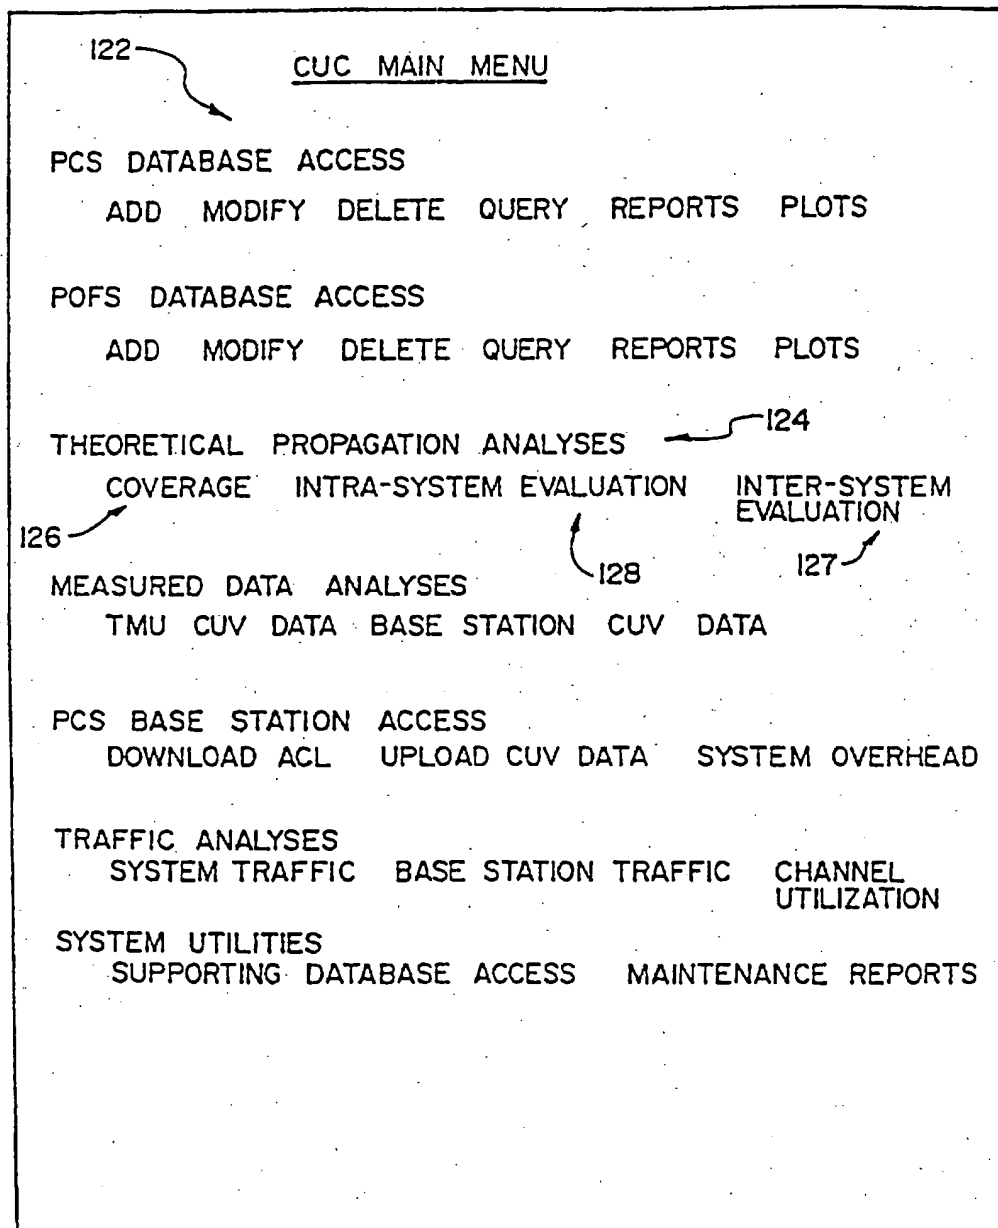 122
CUC MAIN MENU
PCS DATABASE ACCESS
ADD MODIFY DELETE QUERY REPORTS PLOTS
POFS DATABASE ACCESS
ADD MODIFY DELETE QUERY REPORTS PLOTS
124
THEORETICAL PROPAGATION ANALYSES
COVERAGE INTRA-SYSTEM EVALUATION INTER-SYSTEM
EVALUATION
126
128
127
MEASURED DATA ANALYSES
TMU CUV DATA BASE STATION CUV DATA
PCS BASE STATION ACCESS
DOWNLOAD ACL UPLOAD CUV DATA SYSTEM OVERHEAD
TRAFFIC ANALYSES
SYSTEM TRAFFIC BASE STATION TRAFFIC CHANNEL
UTILIZATION
SYSTEM UTILITIES
SUPPORTING DATABASE ACCESS MAINTENANCE REPORTS